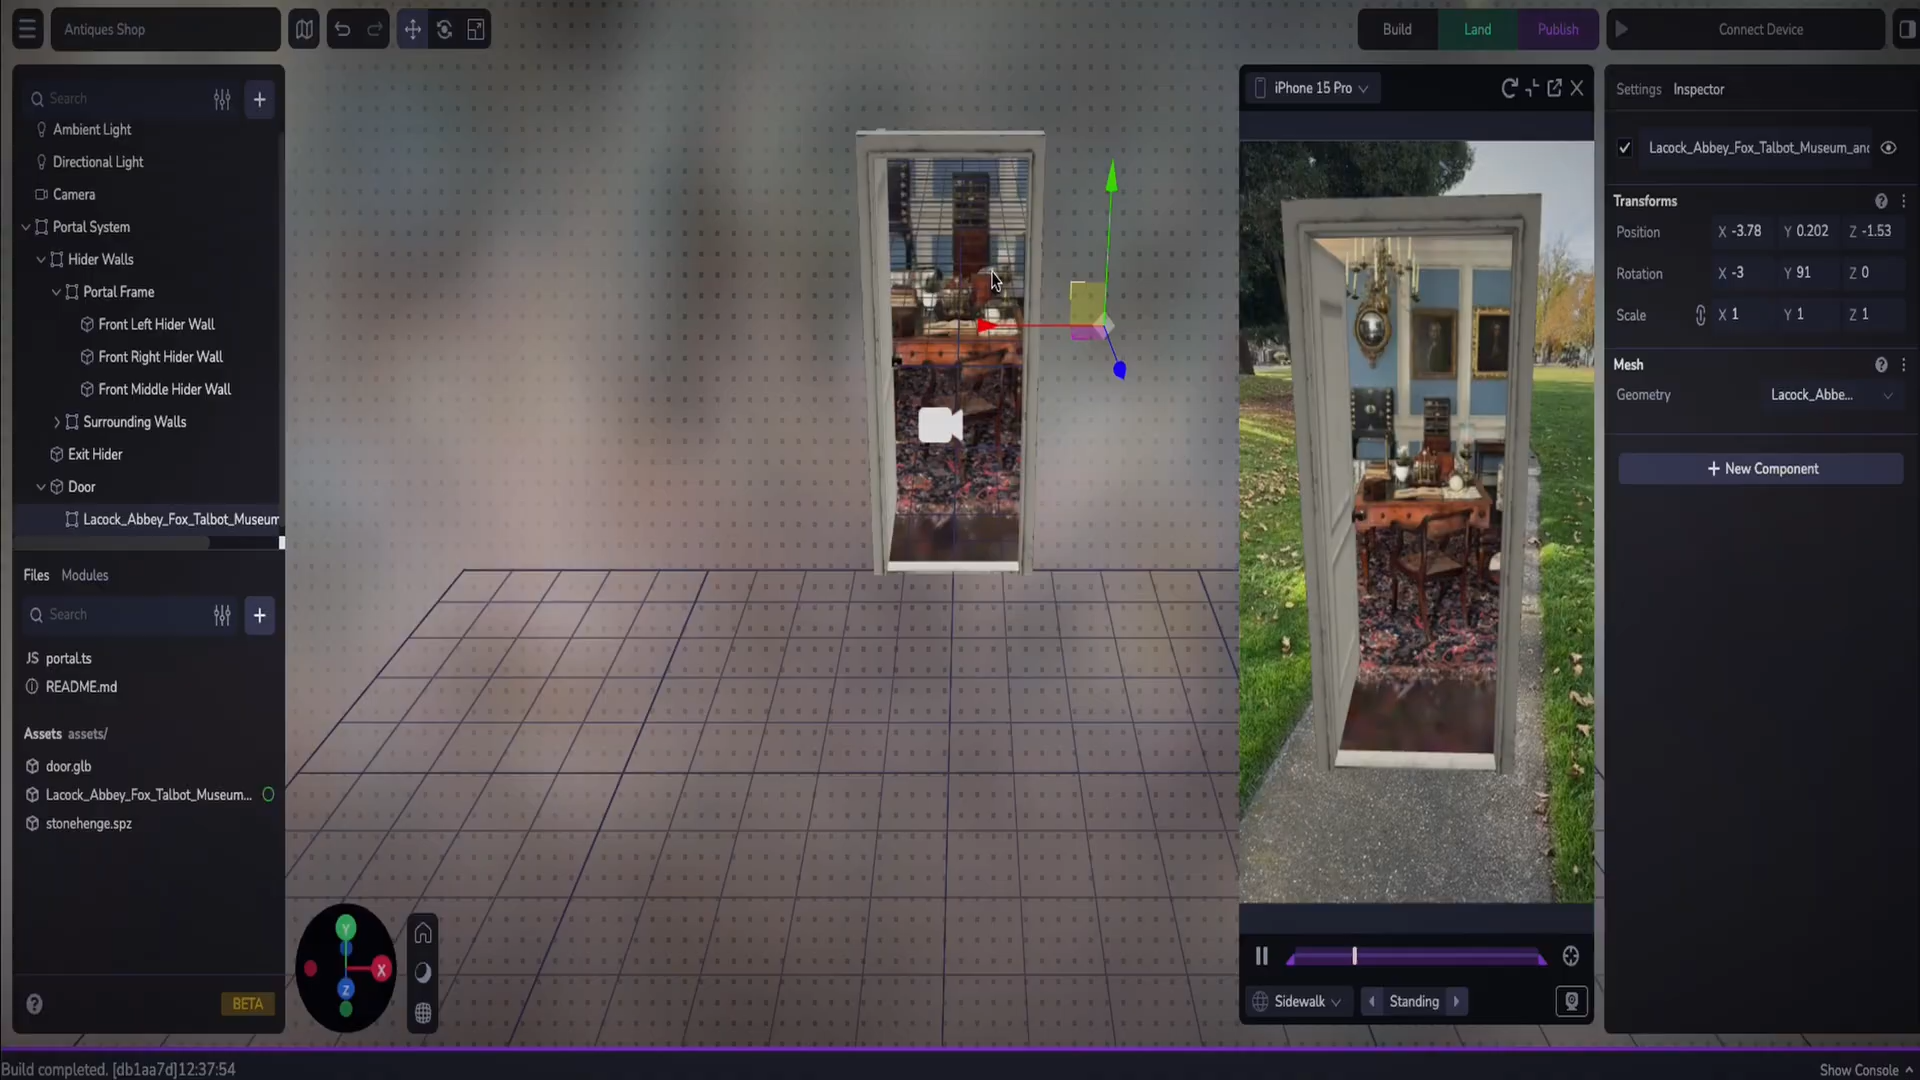 Antiques Shop
Build
Land
Publish
Connect Device
Search
Ambient Light
Directional Light
Camera
Portal System
Hider Walls
Portal Frame
Front Left Hider Wall
Front Right Hider Wall
Front Middle Hider Wall
Surrounding Walls
Exit Hider
Door
Lacock_Abbey_Fox_Talbot_Museum
Files Modules
Search
JS portal.ts
README.md
Assets assets/
door.glb
Lacock_Abbey_Fox_Talbot_Museum...
stonehenge.spz
? BETA
Y
X
Z
iPhone 15 Pro
Sidewalk
Standing
Settings Inspector
Lacock_Abbey_Fox_Talbot_Museum_and
Transforms ?
Position X -3.78 Y 0.202 Z -1.53
Rotation X -3 Y 91 Z 0
Scale X 1 Y 1 Z 1
Mesh ?
Geometry Lacock_Abbe...
+ New Component
Build completed. [db1aa7d]12:37:54
Show Console